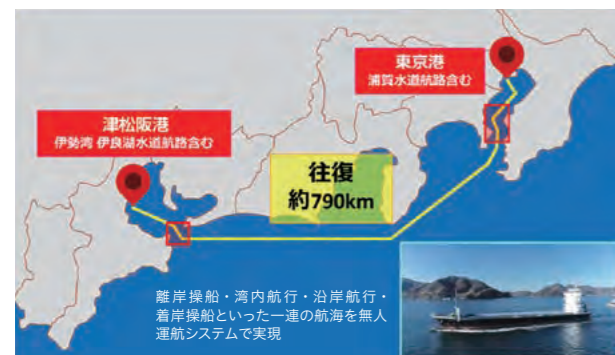 東京港
浦賀水道航路含む
津松阪港
伊勢湾 伊良湖水道航路含む
往復
約790km
離岸操船・湾内航行・沿岸航行・
着岸操船といった一連の航海を無人
運航システムで実現